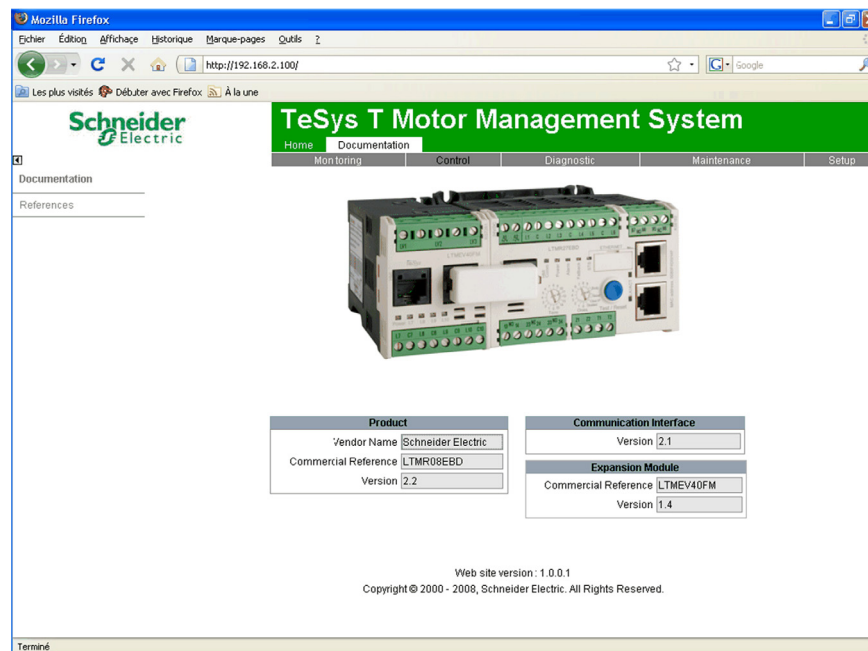 Mozilla Firefox
Fichier Édition Affichage Historique Marque-pages Outils ?
http://192.168.2.100/ Google
Les plus visités Débuter avec Firefox À la une
Schneider Electric
TeSys T Motor Management System
Home Documentation
Monitoring Control Diagnostic Maintenance Setup
Documentation
References
LTMEV40FM
Product
Vendor Name Schneider Electric
Commercial Reference LTMR08EBD
Version 2.2
Communication Interface
Version 2.1
Expansion Module
Commercial Reference LTMEV40FM
Version 1.4
Web site version : 1.0.0.1
Copyright © 2000 - 2008, Schneider Electric. All Rights Reserved.
Terminé